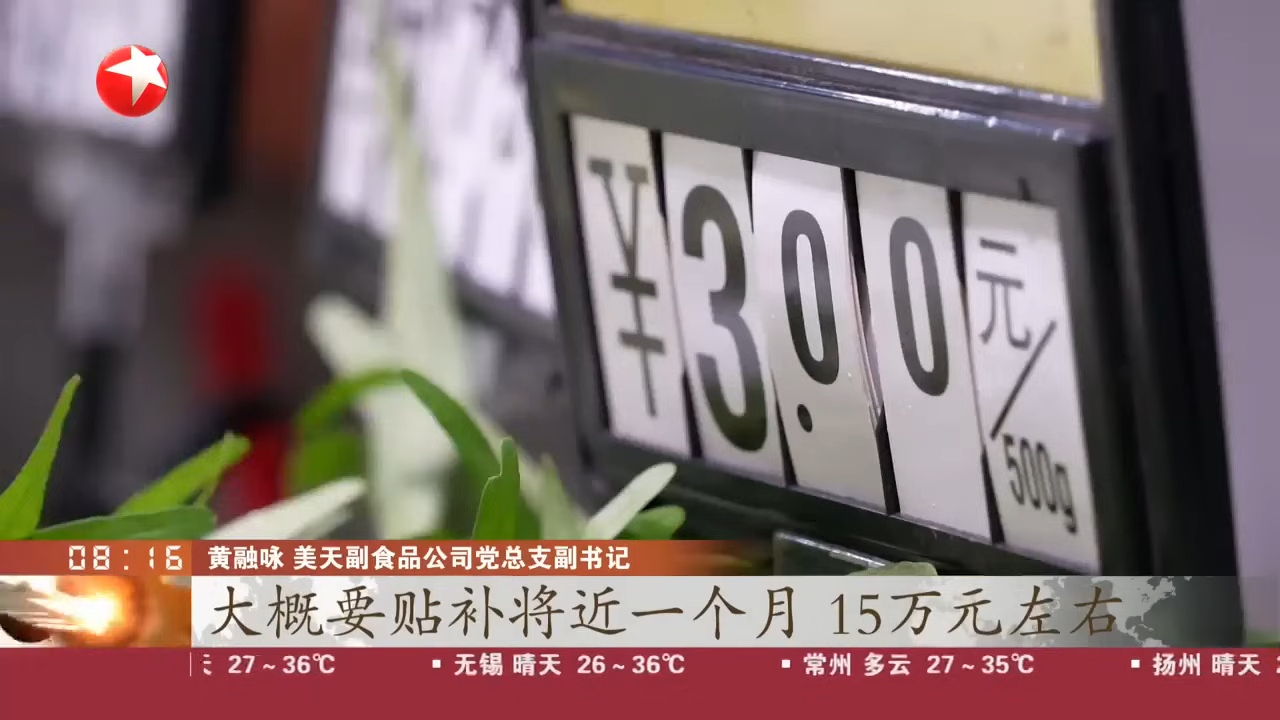 ¥3.00元/500g
08:16 黄融咏 美天副食品公司党总支副书记
大概要贴补将近一个月 15万元左右
27~36℃ ▪ 无锡 晴天 26~36℃ ▪ 常州 多云 27~35℃ ▪ 扬州 晴天